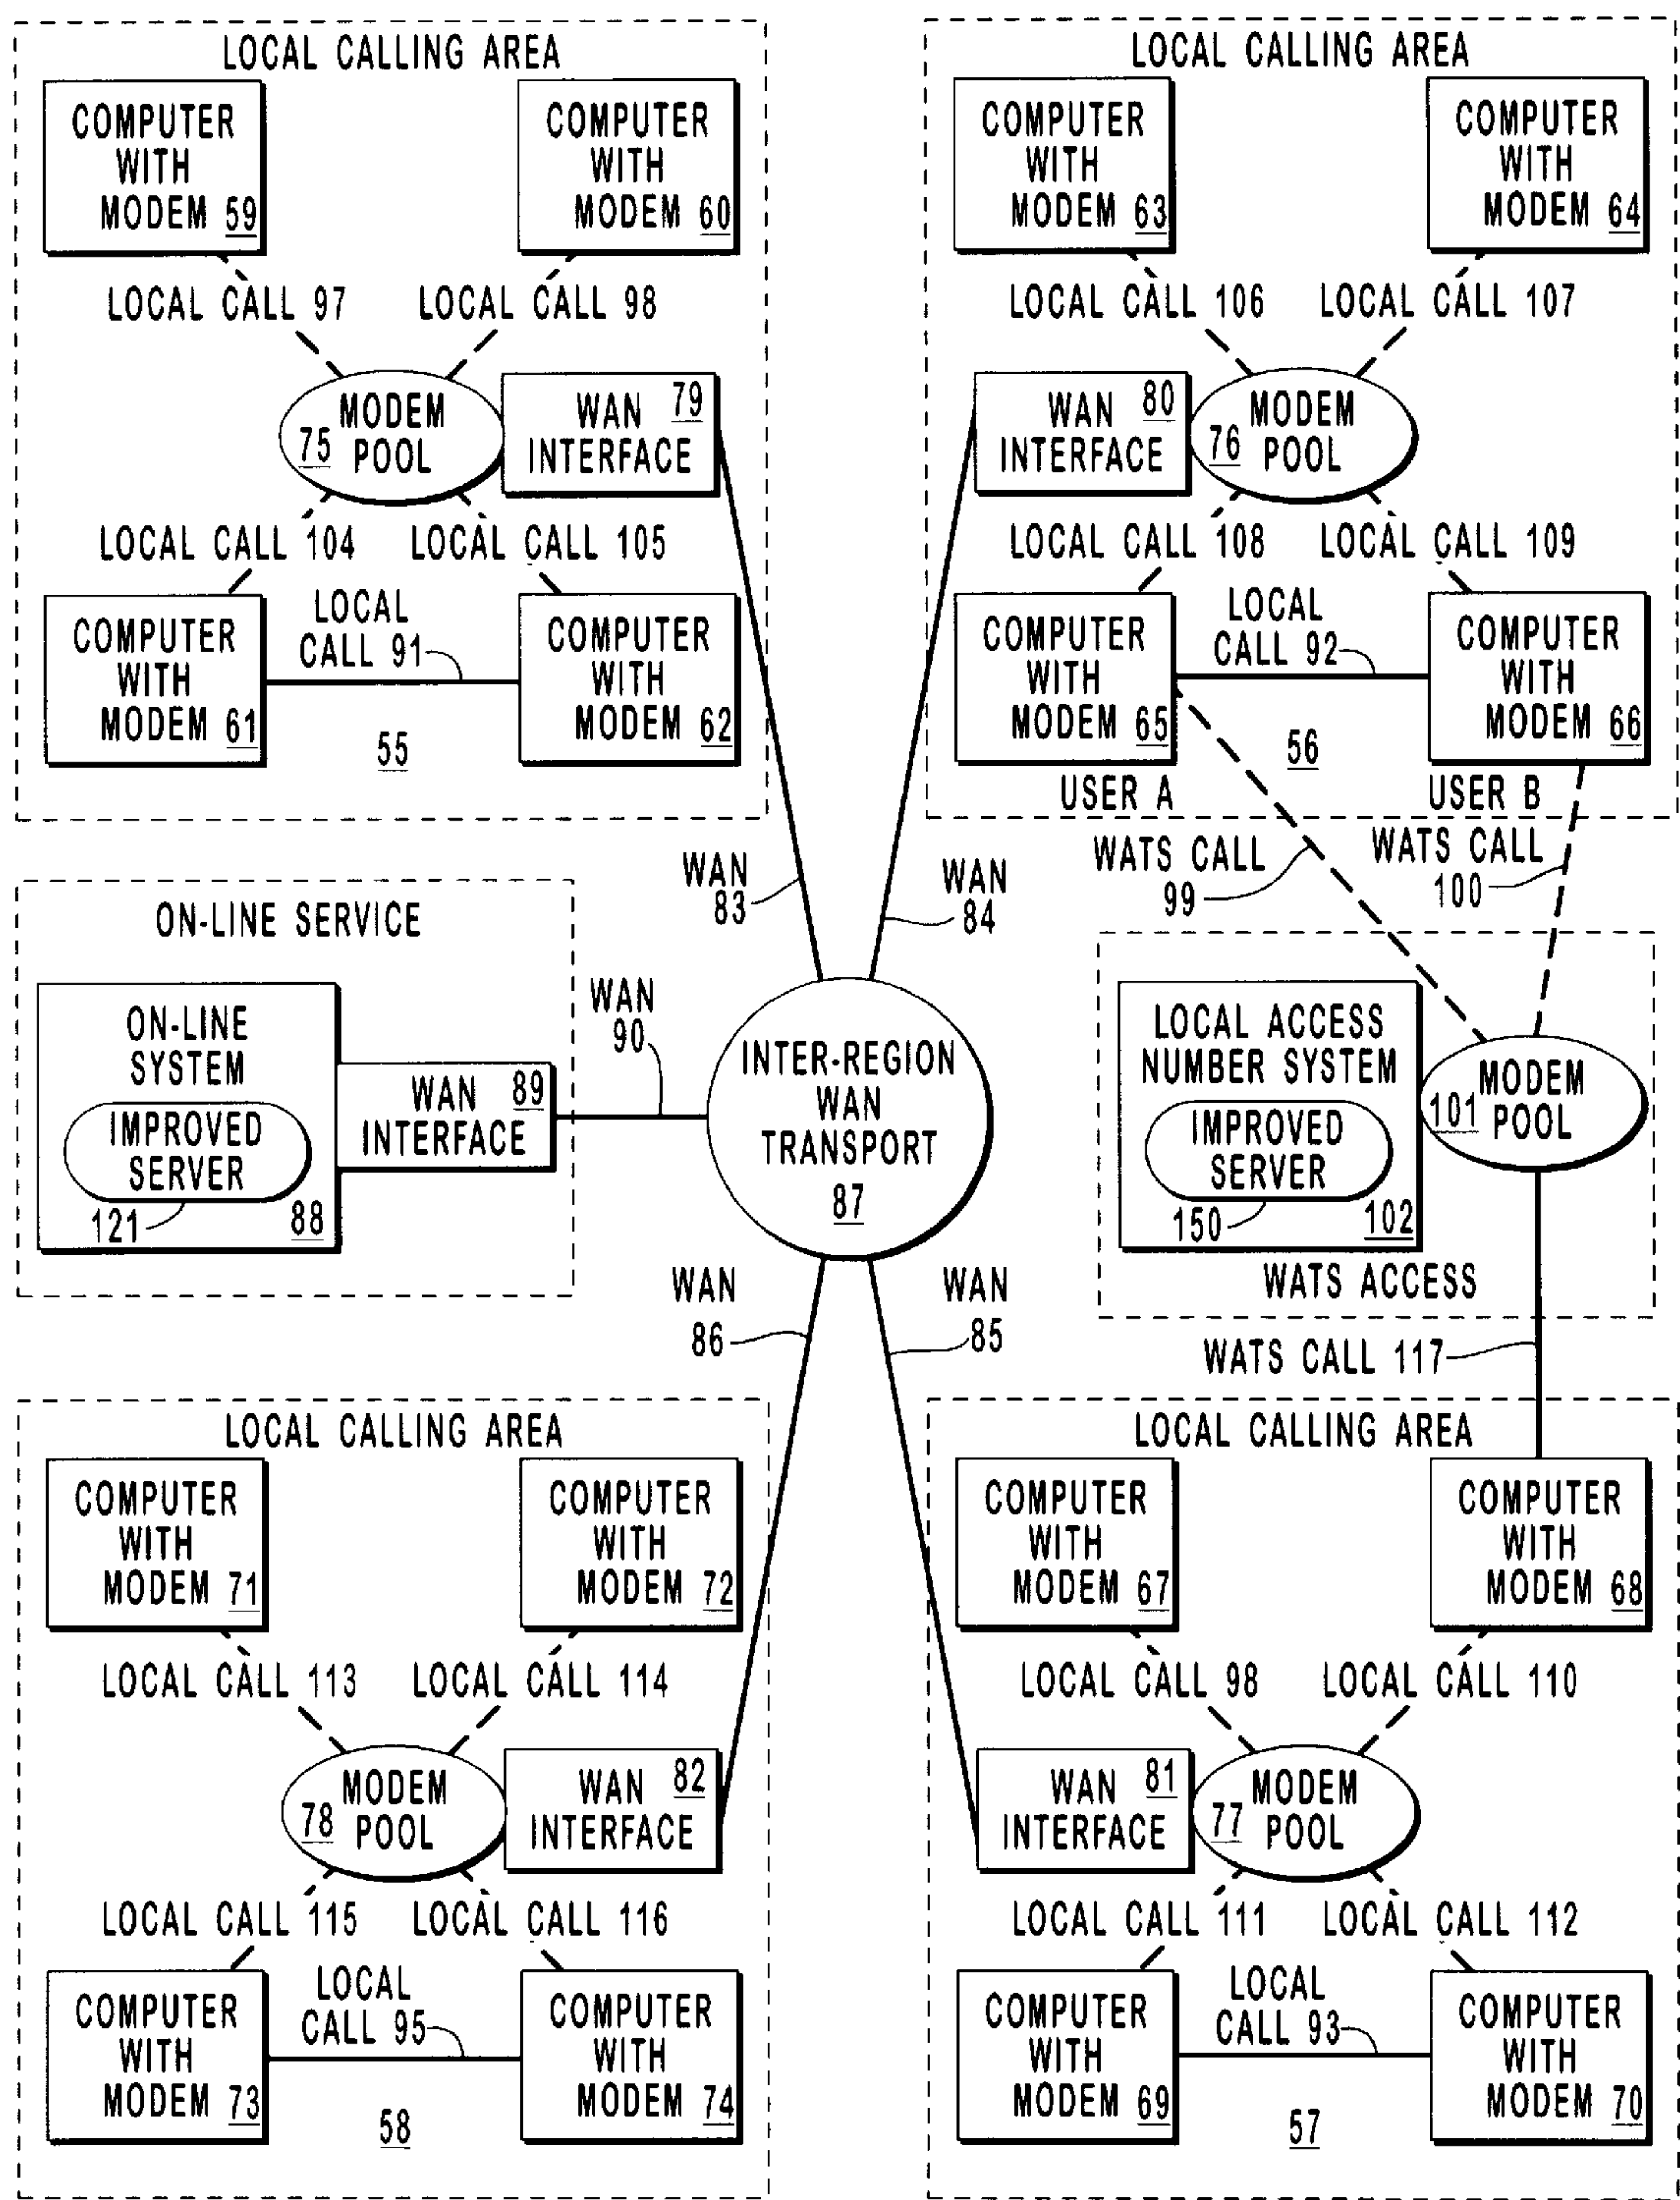 LOCAL CALLING AREA
COMPUTER
WITH
MODEM 59
COMPUTER
WITH
MODEM 60
LOCAL CALL 97
LOCAL CALL 98
MODEM
POOL
75
WAN 79
INTERFACE
LOCAL CALL 104
LOCAL CALL 105
COMPUTER
WITH
MODEM 61
LOCAL
CALL 91
COMPUTER
WITH
MODEM 62
55
LOCAL CALLING AREA
COMPUTER
WITH
MODEM 63
COMPUTER
WITH
MODEM 64
LOCAL CALL 106
LOCAL CALL 107
WAN 80
INTERFACE
MODEM
POOL
76
LOCAL CALL 108
LOCAL CALL 109
COMPUTER
WITH
MODEM 65
LOCAL
CALL 92
COMPUTER
WITH
MODEM 66
56
USER A
USER B
WAN
83
WAN
84
WATS CALL
99
WATS CALL
100
ON-LINE SERVICE
ON-LINE
SYSTEM
IMPROVED
SERVER
121
88
WAN 89
INTERFACE
WAN
90
INTER-REGION
WAN
TRANSPORT
87
LOCAL ACCESS
NUMBER SYSTEM
IMPROVED
SERVER
150
102
MODEM
POOL
101
WATS ACCESS
WAN
86
WAN
85
WATS CALL 117
LOCAL CALLING AREA
COMPUTER
WITH
MODEM 71
COMPUTER
WITH
MODEM 72
LOCAL CALL 113
LOCAL CALL 114
MODEM
POOL
78
WAN 82
INTERFACE
LOCAL CALL 115
LOCAL CALL 116
COMPUTER
WITH
MODEM 73
LOCAL
CALL 95
COMPUTER
WITH
MODEM 74
58
LOCAL CALLING AREA
COMPUTER
WITH
MODEM 67
COMPUTER
WITH
MODEM 68
LOCAL CALL 98
LOCAL CALL 110
WAN 81
INTERFACE
MODEM
POOL
77
LOCAL CALL 111
LOCAL CALL 112
COMPUTER
WITH
MODEM 69
LOCAL
CALL 93
COMPUTER
WITH
MODEM 70
57